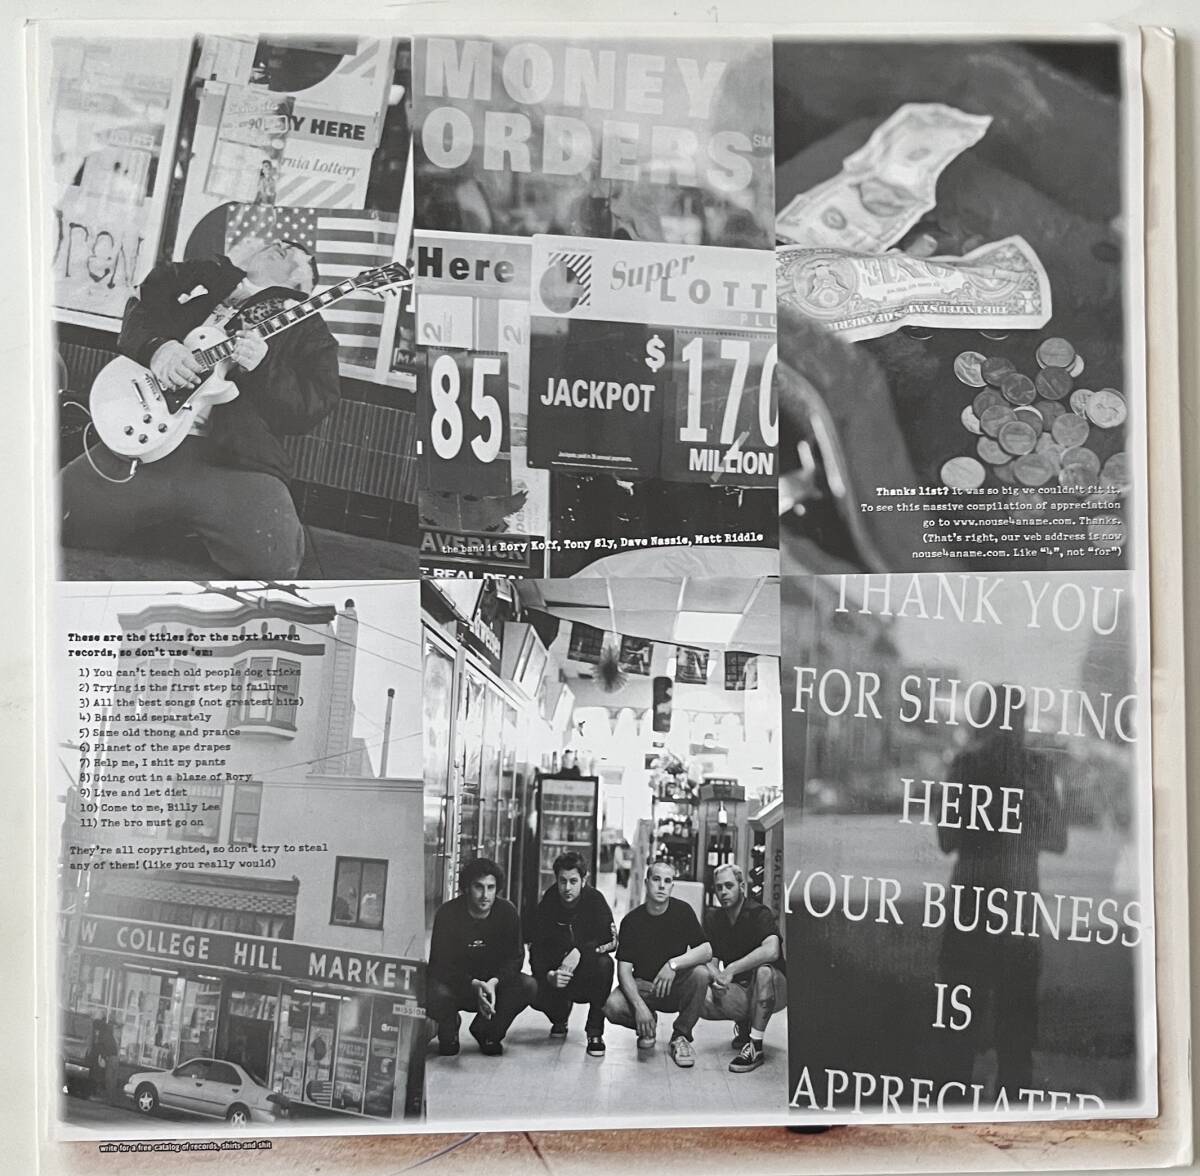 Y HERE
rnia Lottery
MONEY
ORDERS
SM
Here
Super
LOTT
PLU
.85
JACKPOT
$
170
MILLION
AVERICK
E REAL DEAL
the band is Rory Koff, Tony Sly, Dave Nassie, Matt Riddle
ONE
Thanks list? It was so big we couldn't fit it.
To see this massive compilation of appreciation
go to www.nouse4aname.com. Thanks.
(That's right, our web address is now
nouse4aname.com. Like "4", not "for")
These are the titles for the next eleven
records, so don't use 'em:
1) You can't teach old people dog tricks
2) Trying is the first step to failure
3) All the best songs (not greatest hits)
4) Band sold separately
5) Same old thong and prance
6) Planet of the ape drapes
7) Help me, I shit my pants
8) Going out in a blaze of Rory
9) Live and let diet
10) Come to me, Billy Lee
11) The bro must go on
They're all copyrighted, so don't try to steal
any of them! (like you really would)
W COLLEGE HILL MARKET
MISSION
THANK YOU
FOR SHOPPING
HERE
YOUR BUSINESS
IS
APPRECIATED
write for a free catalog of records, shirts and shit